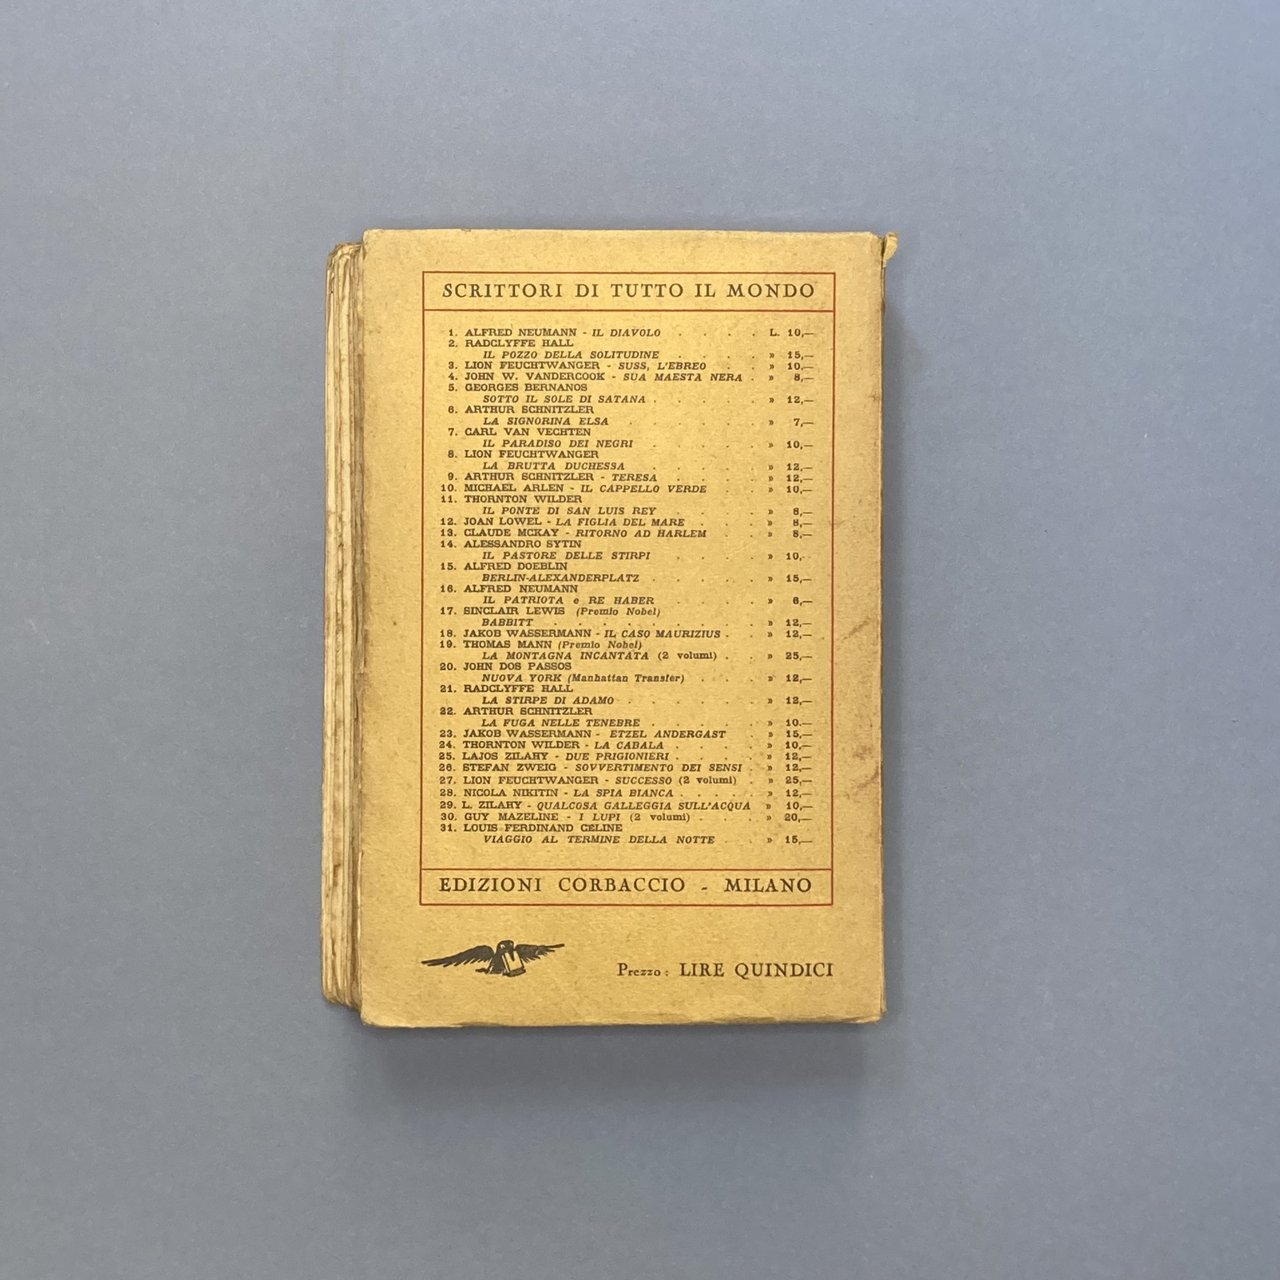 SCRITTORI DI TUTTO IL MONDO
1. ALFRED NEUMANN - IL DIAVOLO . . . . L. 10,—
2. RADCLYFFE HALL
IL POZZO DELLA SOLITUDINE . . . . » 15,—
3. LION FEUCHTWANGER - SUSS, L'EBREO . . » 10,—
4. JOHN W. VANDERCOOK - SUA MAESTA NERA . » 8,—
5. GEORGES BERNANOS
SOTTO IL SOLE DI SATANA . . . . . » 12,—
6. ARTHUR SCHNITZLER
LA SIGNORINA ELSA . . . . . . » 7,—
7. CARL VAN VECHTEN
IL PARADISO DEI NEGRI . . . . . » 10,—
8. LION FEUCHTWANGER
LA BRUTTA DUCHESSA . . . . . » 12,—
9. ARTHUR SCHNITZLER - TERESA . . . . » 12,—
10. MICHAEL ARLEN - IL CAPPELLO VERDE . . » 10,—
11. THORNTON WILDER
IL PONTE DI SAN LUIS REY . . . . » 8,—
12. JOAN LOWEL - LA FIGLIA DEL MARE . . . » 8,—
13. CLAUDE MCKAY - RITORNO AD HARLEM . . » 8,—
14. ALESSANDRO SYTIN
IL PASTORE DELLE STIRPI . . . . » 10,—
15. ALFRED DOEBLIN
BERLIN-ALEXANDERPLATZ . . . . . » 15,—
16. ALFRED NEUMANN
IL PATRIOTA e RE HABER . . . . » 6,—
17. SINCLAIR LEWIS (Premio Nobel)
BABBITT . . . . . . . . . » 12,—
18. JAKOB WASSERMANN - IL CASO MAURIZIUS . » 12,—
19. THOMAS MANN (Premio Nobel)
LA MONTAGNA INCANTATA (2 volumi) . . » 25,—
20. JOHN DOS PASSOS
NUOVA YORK (Manhattan Transfer) . . . » 12,—
21. RADCLYFFE HALL
LA STIRPE DI ADAMO . . . . . . » 12,—
22. ARTHUR SCHNITZLER
LA FUGA NELLE TENEBRE . . . . . » 10.—
23. JAKOB WASSERMANN - ETZEL ANDERGAST . » 15,—
24. THORNTON WILDER - LA CABALA . . . . » 10,—
25. LAJOS ZILAHY - DUE PRIGIONIERI . . . . » 12,—
26. STEFAN ZWEIG - SOVVERTIMENTO DEI SENSI . » 12,—
27. LION FEUCHTWANGER - SUCCESSO (2 volumi) . » 25,—
28. NICOLA NIKITIN - LA SPIA BIANCA . . . . . » 12,—
29. L. ZILAHY - QUALCOSA GALLEGGIA SULL'ACQUA » 10,—
30. GUY MAZELINE - I LUPI (2 volumi) . . . . » 20,—
31. LOUIS FERDINAND CÉLINE
VIAGGIO AL TERMINE DELLA NOTTE . . » 15,—
EDIZIONI CORBACCIO - MILANO
Prezzo : LIRE QUINDICI